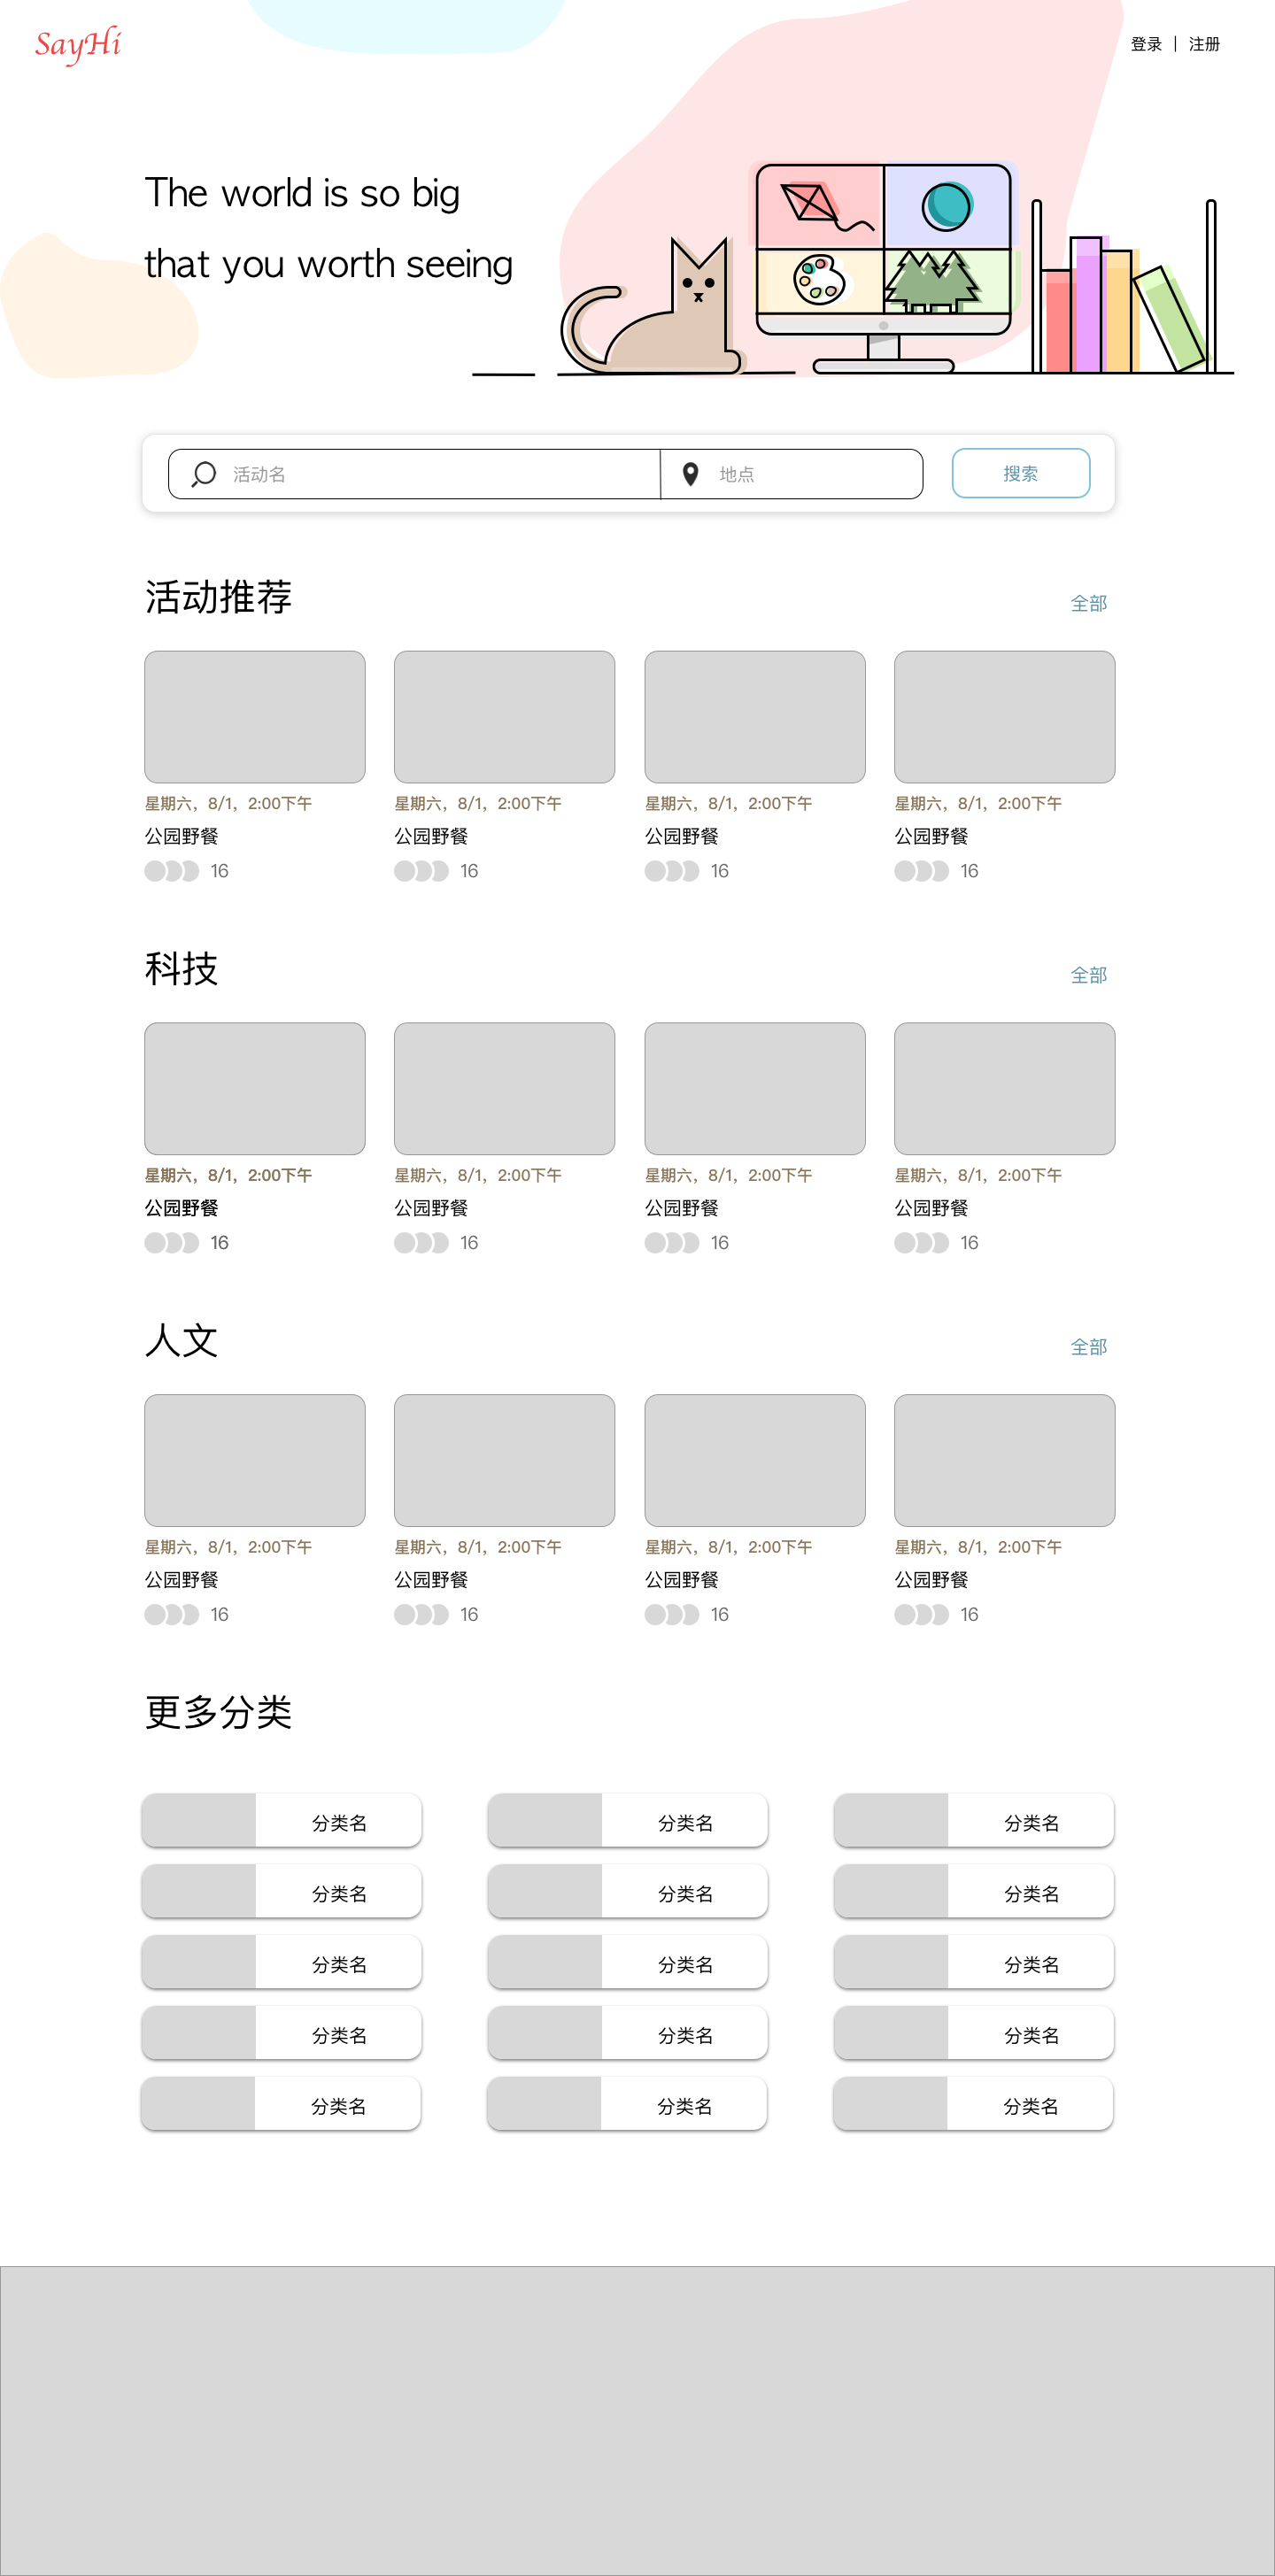 SayHi
登录 | 注册
The world is so big
that you worth seeing
活动名 地点 搜索
活动推荐 全部
星期六，8/1，2:00下午 星期六，8/1，2:00下午 星期六，8/1，2:00下午 星期六，8/1，2:00下午
公园野餐 公园野餐 公园野餐 公园野餐
16 16 16 16
科技 全部
星期六，8/1，2:00下午 星期六，8/1，2:00下午 星期六，8/1，2:00下午 星期六，8/1，2:00下午
公园野餐 公园野餐 公园野餐 公园野餐
16 16 16 16
人文 全部
星期六，8/1，2:00下午 星期六，8/1，2:00下午 星期六，8/1，2:00下午 星期六，8/1，2:00下午
公园野餐 公园野餐 公园野餐 公园野餐
16 16 16 16
更多分类
分类名 分类名 分类名
分类名 分类名 分类名
分类名 分类名 分类名
分类名 分类名 分类名
分类名 分类名 分类名